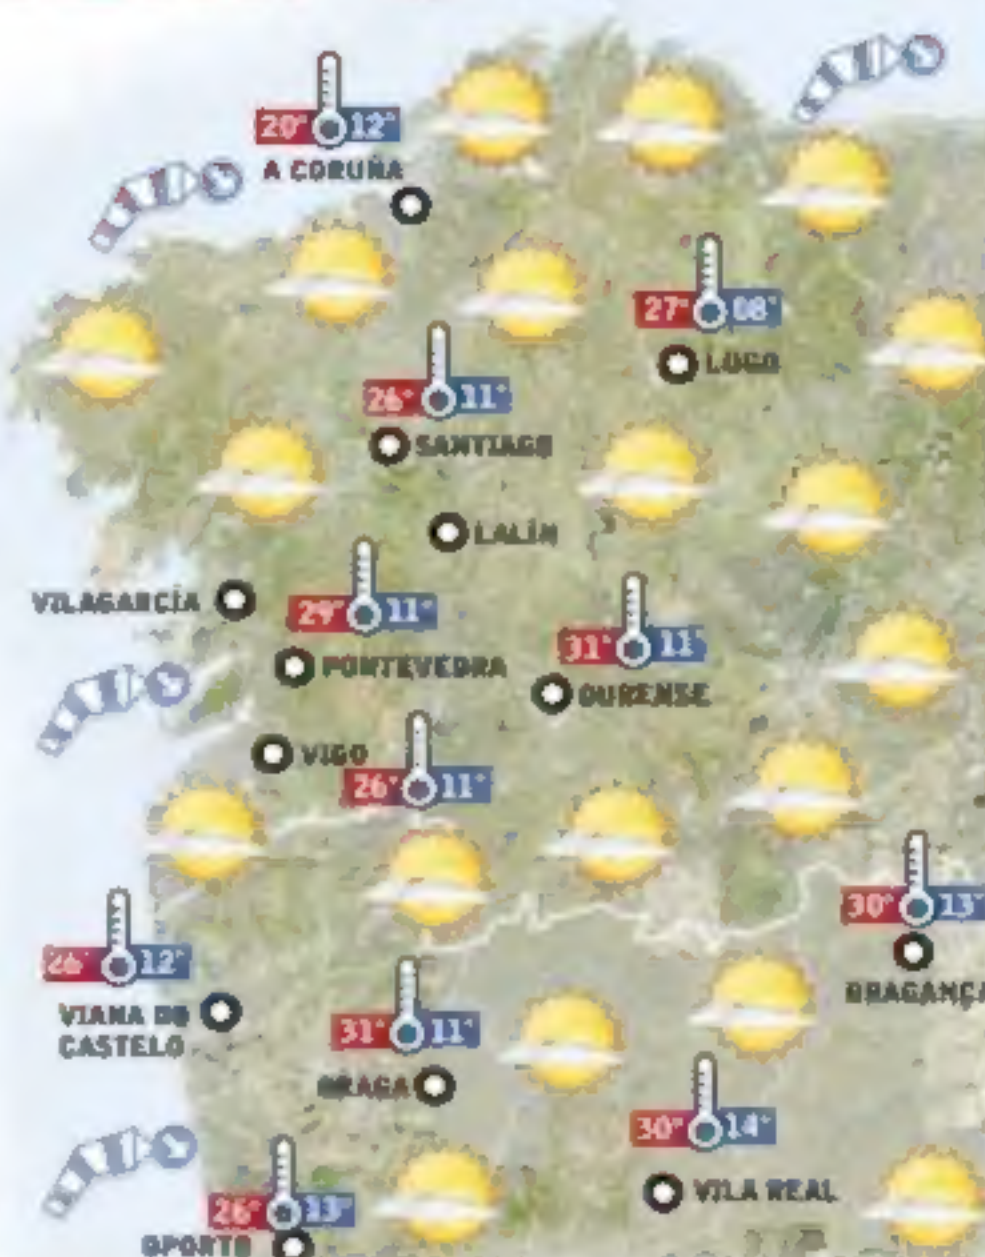 20° 12°
A CORUÑA
27° 08°
LUGO
26° 11°
SANTIAGO
LALÍN
VILAGARCÍA
29° 11°
PONTEVEDRA
31° 11°
OURENSE
VIGO
26° 11°
30° 13°
BRAGANÇA
26° 12°
VIANA DO
CASTELO
31° 11°
BRAGA
30° 14°
VILA REAL
26° 13°
OPORTO